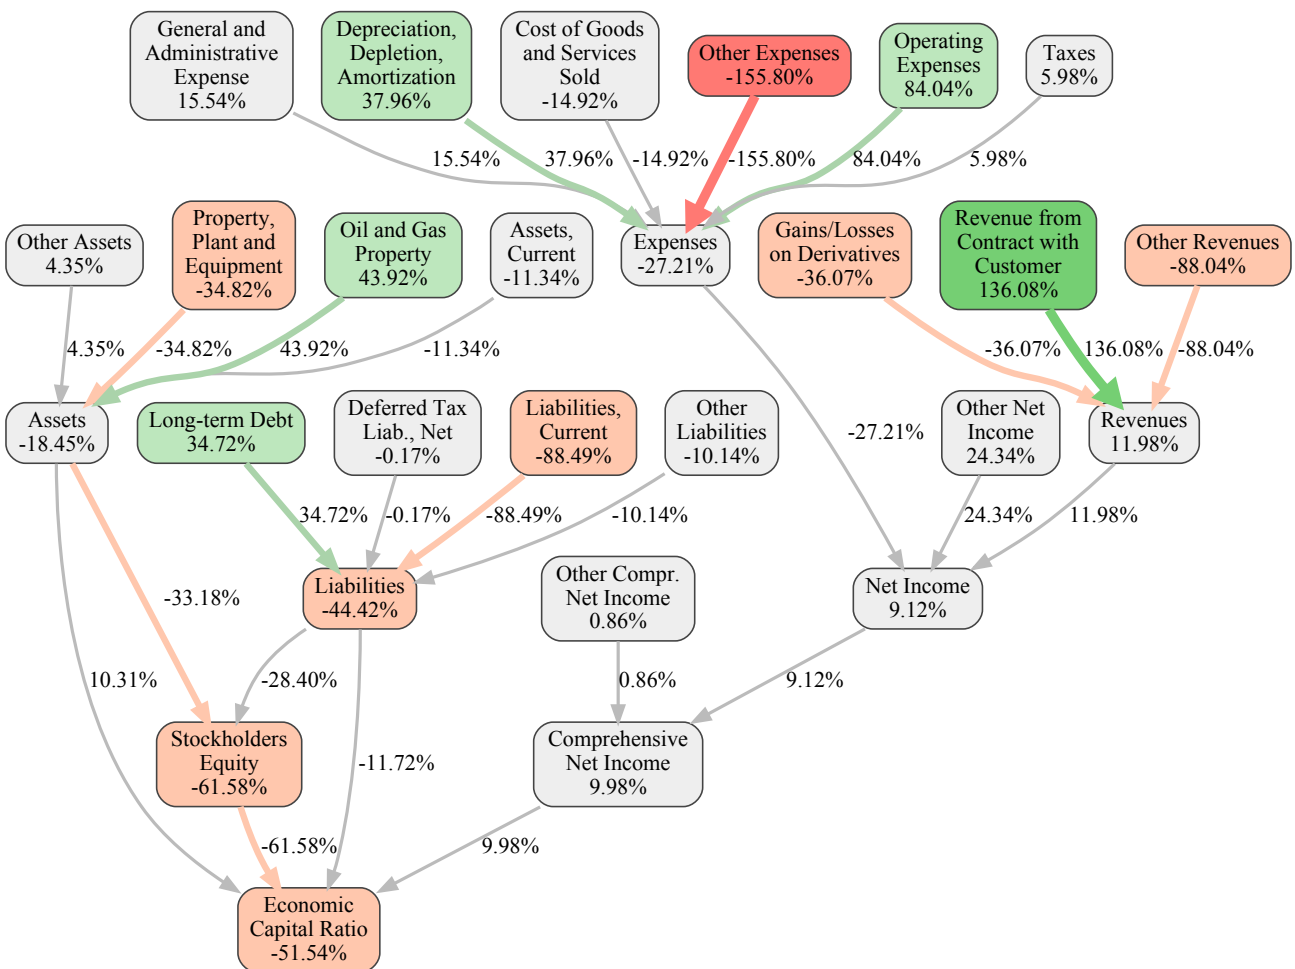 General and
Administrative
Expense
15.54%
Depreciation,
Depletion,
Amortization
37.96%
Cost of Goods
and Services
Sold
-14.92%
Other Expenses
-155.80%
Operating
Expenses
84.04%
Taxes
5.98%
15.54%
37.96%
-14.92%
-155.80%
84.04%
5.98%
Other Assets
4.35%
Property,
Plant and
Equipment
-34.82%
Oil and Gas
Property
43.92%
Assets,
Current
-11.34%
Expenses
-27.21%
Gains/Losses
on Derivatives
-36.07%
Revenue from
Contract with
Customer
136.08%
Other Revenues
-88.04%
4.35%
-34.82%
43.92%
-11.34%
-36.07%
136.08%
-88.04%
Assets
-18.45%
Long-term Debt
34.72%
Deferred Tax
Liab., Net
-0.17%
Liabilities,
Current
-88.49%
Other
Liabilities
-10.14%
-27.21%
Other Net
Income
24.34%
Revenues
11.98%
34.72%
-0.17%
-88.49%
-10.14%
24.34%
11.98%
-33.18%
Liabilities
-44.42%
Other Compr.
Net Income
0.86%
Net Income
9.12%
10.31%
-28.40%
0.86%
9.12%
Stockholders
Equity
-61.58%
-11.72%
Comprehensive
Net Income
9.98%
-61.58%
9.98%
Economic
Capital Ratio
-51.54%